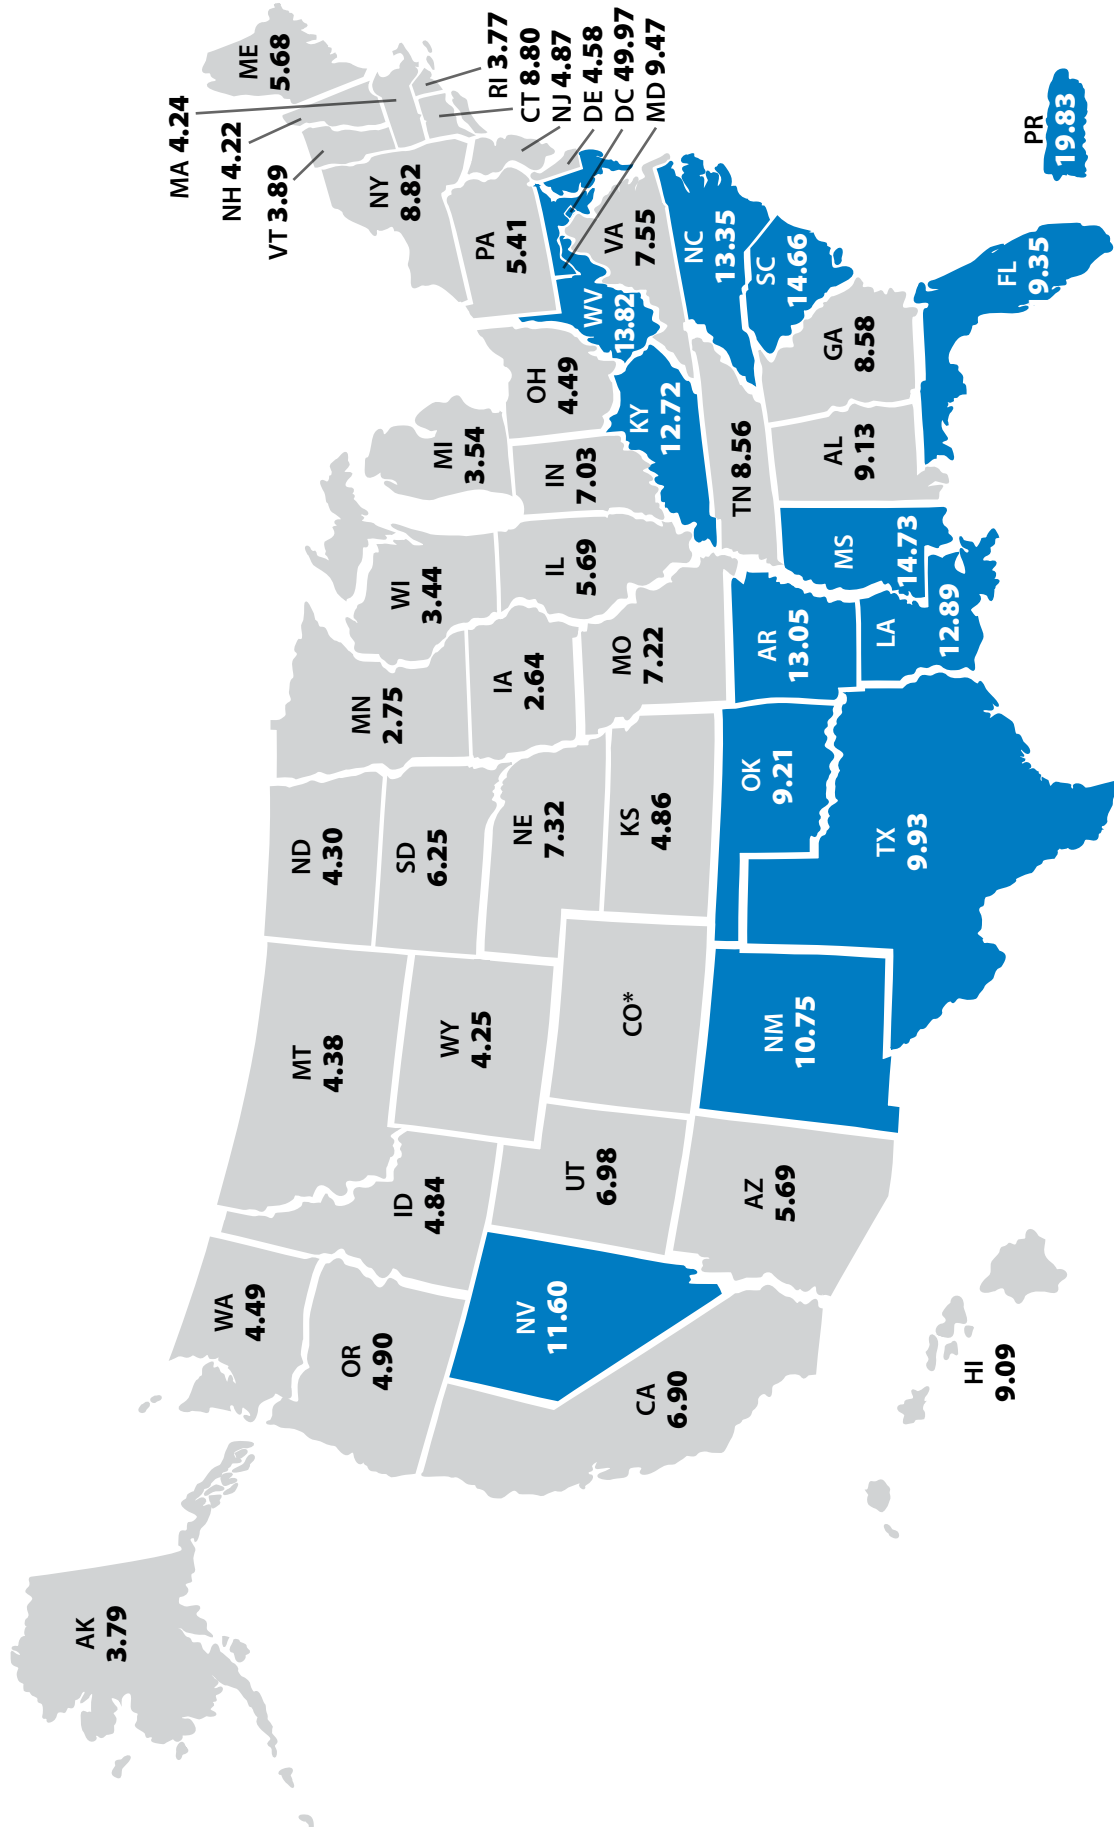 AK
3.79
WA
4.49
OR
4.90
CA
6.90
HI
9.09
NV
11.60
ID
4.84
MT
4.38
WY
4.25
UT
6.98
AZ
5.69
CO*
NM
10.75
ND
4.30
SD
6.25
NE
7.32
KS
4.86
OK
9.21
TX
9.93
MN
2.75
IA
2.64
MO
7.22
AR
13.05
LA
12.89
WI
3.44
IL
5.69
MS
14.73
MI
3.54
IN
7.03
OH
4.49
KY
12.72
TN 8.56
AL
9.13
GA
8.58
FL
9.35
WV
13.82
VA
7.55
NC
13.35
SC
14.66
PA
5.41
NY
8.82
VT 3.89
NH 4.22
MA 4.24
ME
5.68
RI 3.77
CT 8.80
NJ 4.87
DE 4.58
DC 49.97
MD 9.47
PR
19.83